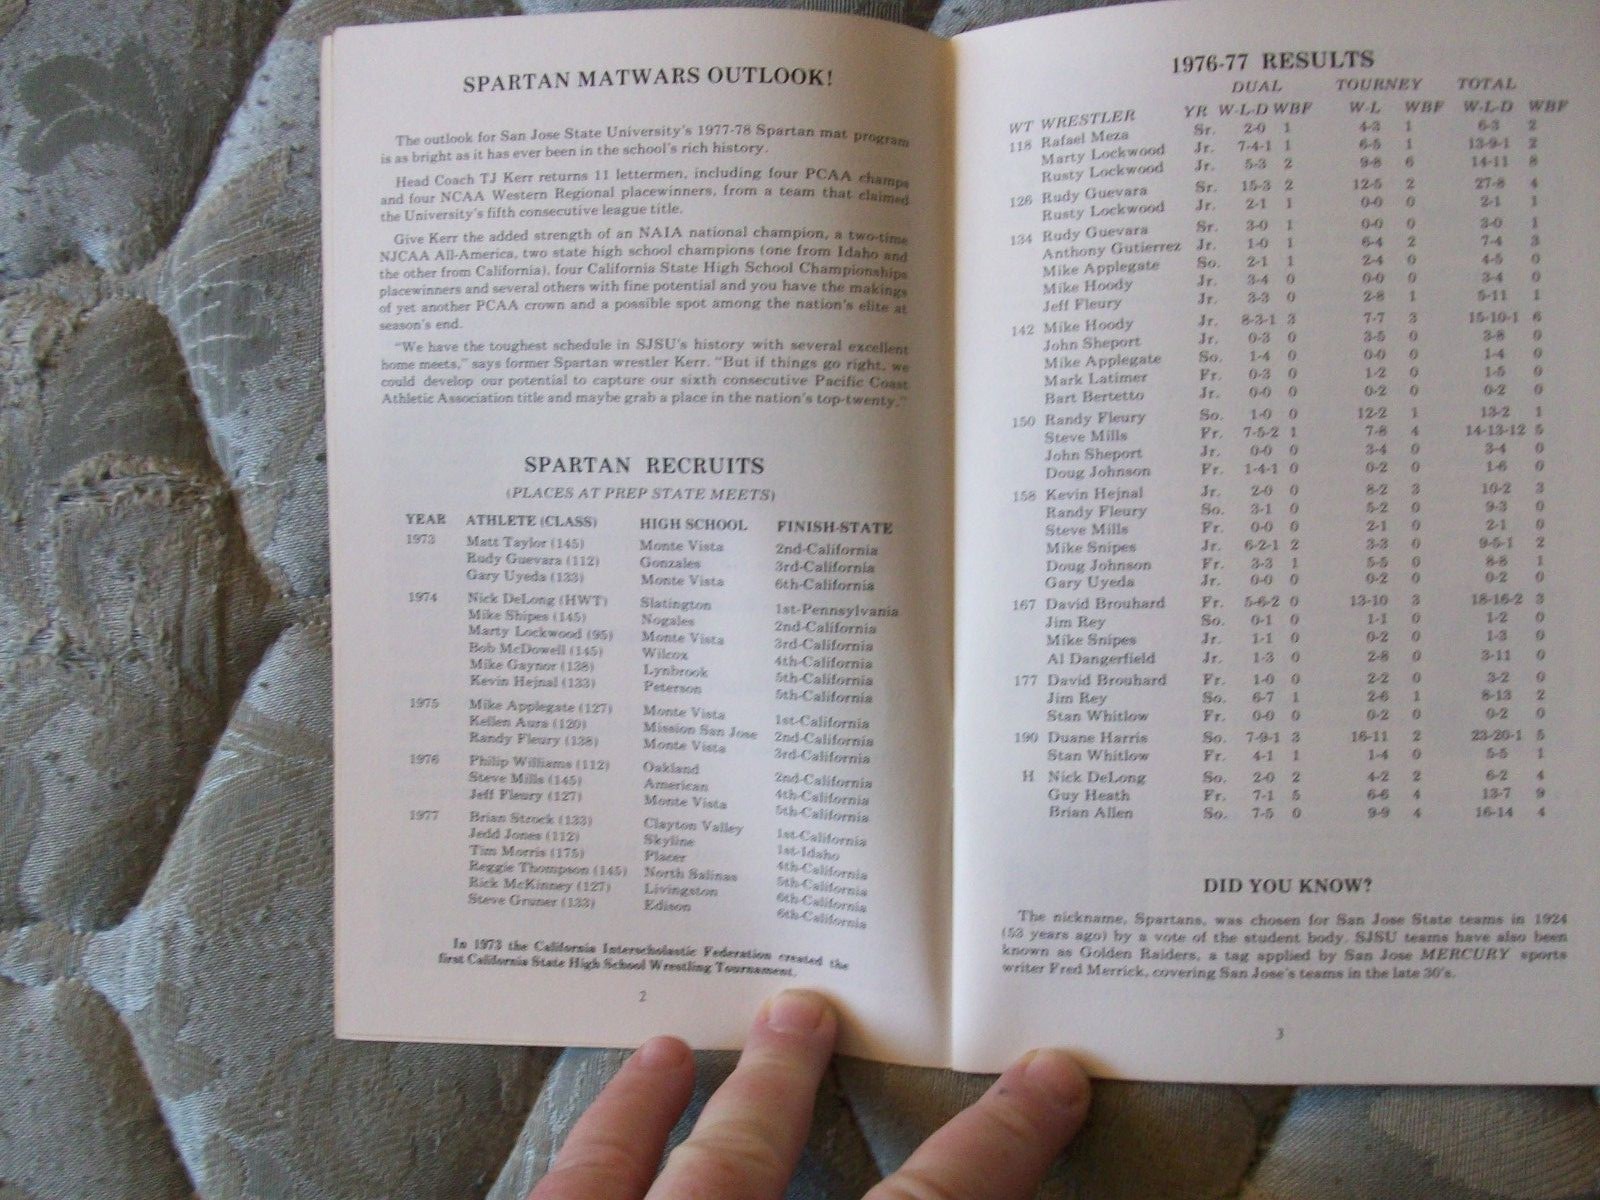 SPARTAN MATWARS OUTLOOK!
The outlook for San Jose State University's 1977-78 Spartan mat program
is as bright as it has ever been in the school's rich history.
Head Coach TJ Kerr returns 11 lettermen, including four PCAA champs
and four NCAA Western Regional placewinners, from a team that claimed
the University's fifth consecutive league title.
Give Kerr the added strength of an NAIA national champion, a two-time
NJCAA All-America, two state high school champions (one from Idaho and
the other from California), four California State High School Championships
placewinners and several others with fine potential and you have the makings
of yet another PCAA crown and a possible spot among the nation's elite at
season's end.
"We have the toughest schedule in SJSU's history with several excellent
home meets," says former Spartan wrestler Kerr. "But if things go right, we
could develop our potential to capture our sixth consecutive Pacific Coast
Athletic Association title and maybe grab a place in the nation's top-twenty."
SPARTAN RECRUITS
(PLACES AT PREP STATE MEETS)
YEAR ATHLETE (CLASS) HIGH SCHOOL FINISH-STATE
1973 Matt Taylor (145) Monte Vista 2nd-California
Rudy Guevara (112) Gonzales 3rd-California
Gary Uyeda (133) Monte Vista 6th-California
1974 Nick DeLong (HWT) Slatington 1st-Pennsylvania
Mike Shipes (145) Nogales 2nd-California
Marty Lockwood (95) Monte Vista 3rd-California
Bob McDowell (145) Wilcox 4th-California
Mike Gaynor (138) Lynbrook 5th-California
Kevin Hejnal (133) Peterson 5th-California
1975 Mike Applegate (127) Monte Vista 1st-California
Kellen Aura (120) Mission San Jose 2nd-California
Randy Fleury (138) Monte Vista 3rd-California
1976 Philip Williams (112) Oakland 2nd-California
Steve Mills (145) American 4th-California
Jeff Fleury (127) Monte Vista 5th-California
1977 Brian Strock (133) Clayton Valley 1st-California
Jedd Jones (112) Skyline 1st-Idaho
Tim Morris (175) Placer 4th-California
Reggie Thompson (145) North Salinas 5th-California
Rick McKinney (127) Livingston 6th-California
Steve Gruner (133) Edison 6th-California
In 1973 the California Interscholastic Federation created the
first California State High School Wrestling Tournament.
2
1976-77 RESULTS
DUAL TOURNEY TOTAL
WT WRESTLER YR W-L-D WBF W-L WBF W-L-D WBF
118 Rafael Meza Sr. 2-0 1 4-3 1 6-3 2
Marty Lockwood Jr. 7-4-1 1 6-5 1 13-9-1 2
Rusty Lockwood Jr. 5-3 2 9-8 6 14-11 8
126 Rudy Guevara Sr. 15-3 2 12-5 2 27-8 4
Rusty Lockwood Jr. 2-1 1 0-0 0 2-1 1
134 Rudy Guevara Sr. 3-0 1 0-0 0 3-0 1
Anthony Gutierrez Jr. 1-0 1 6-4 2 7-4 3
Mike Applegate So. 2-1 1 2-4 0 4-5 0
Mike Hoody Jr. 3-4 0 0-0 0 3-4 0
Jeff Fleury Jr. 3-3 0 2-8 1 5-11 1
142 Mike Hoody Jr. 8-3-1 3 7-7 3 15-10-1 6
John Sheport Jr. 0-3 0 3-5 0 3-8 0
Mike Applegate So. 1-4 0 0-0 0 1-4 0
Mark Latimer Fr. 0-3 0 1-2 0 1-5 0
Bart Bertetto Jr. 0-0 0 0-2 0 0-2 0
150 Randy Fleury So. 1-0 0 12-2 1 13-2 1
Steve Mills Fr. 7-5-2 1 7-8 4 14-13-12 5
John Sheport Jr. 0-0 0 3-4 0 3-4 0
Doug Johnson Fr. 1-4-1 0 0-2 0 1-6 0
158 Kevin Hejnal Jr. 2-0 0 8-2 3 10-2 3
Randy Fleury So. 3-1 0 5-2 0 9-3 0
Steve Mills Fr. 0-0 0 2-1 0 2-1 0
Mike Snipes Jr. 6-2-1 2 3-3 0 9-5-1 2
Doug Johnson Fr. 3-3 1 5-5 0 8-8 1
Gary Uyeda Jr. 0-0 0 0-2 0 0-2 0
167 David Brouhard Fr. 5-6-2 0 13-10 3 18-16-2 3
Jim Rey So. 0-1 0 1-1 0 1-2 0
Mike Snipes Jr. 1-1 0 0-2 0 1-3 0
Al Dangerfield Jr. 1-3 0 2-8 0 3-11 0
177 David Brouhard Fr. 1-0 0 2-2 0 3-2 0
Jim Rey So. 6-7 1 2-6 1 8-13 2
Stan Whitlow Fr. 0-0 0 0-2 0 0-2 0
190 Duane Harris So. 7-9-1 3 16-11 2 23-20-1 5
Stan Whitlow Fr. 4-1 1 1-4 0 5-5 1
H Nick DeLong So. 2-0 2 4-2 2 6-2 4
Guy Heath Fr. 7-1 5 6-6 4 13-7 9
Brian Allen So. 7-5 0 9-9 4 16-14 4
DID YOU KNOW?
The nickname, Spartans, was chosen for San Jose State teams in 1924
(53 years ago) by a vote of the student body. SJSU teams have also been
known as Golden Raiders, a tag applied by San Jose MERCURY sports
writer Fred Merrick, covering San Jose's teams in the late 30's.
3